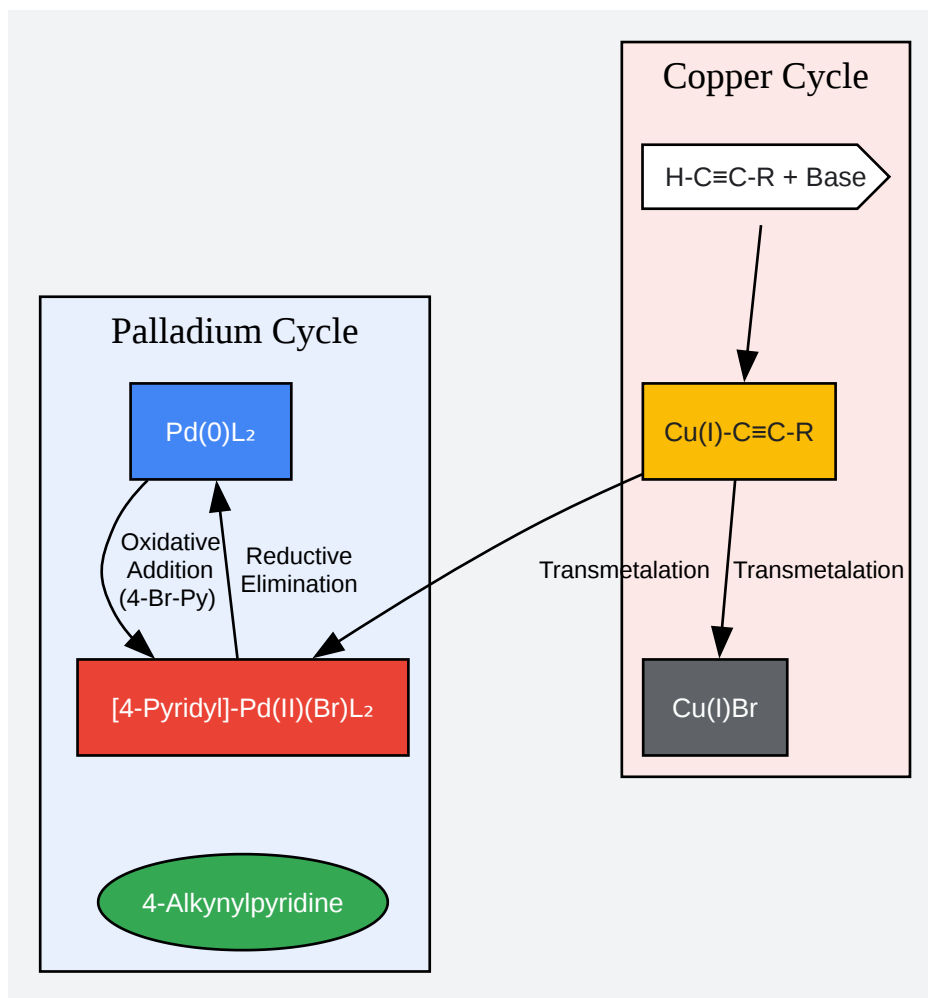 Copper Cycle
H-C≡C-R + Base
Palladium Cycle
Pd(0)L₂
Cu(I)-C≡C-R
Oxidative
Addition
(4-Br-Py)
Reductive
Elimination
Transmetalation
Transmetalation
[4-Pyridyl]-Pd(II)(Br)L₂
Cu(I)Br
4-Alkynylpyridine